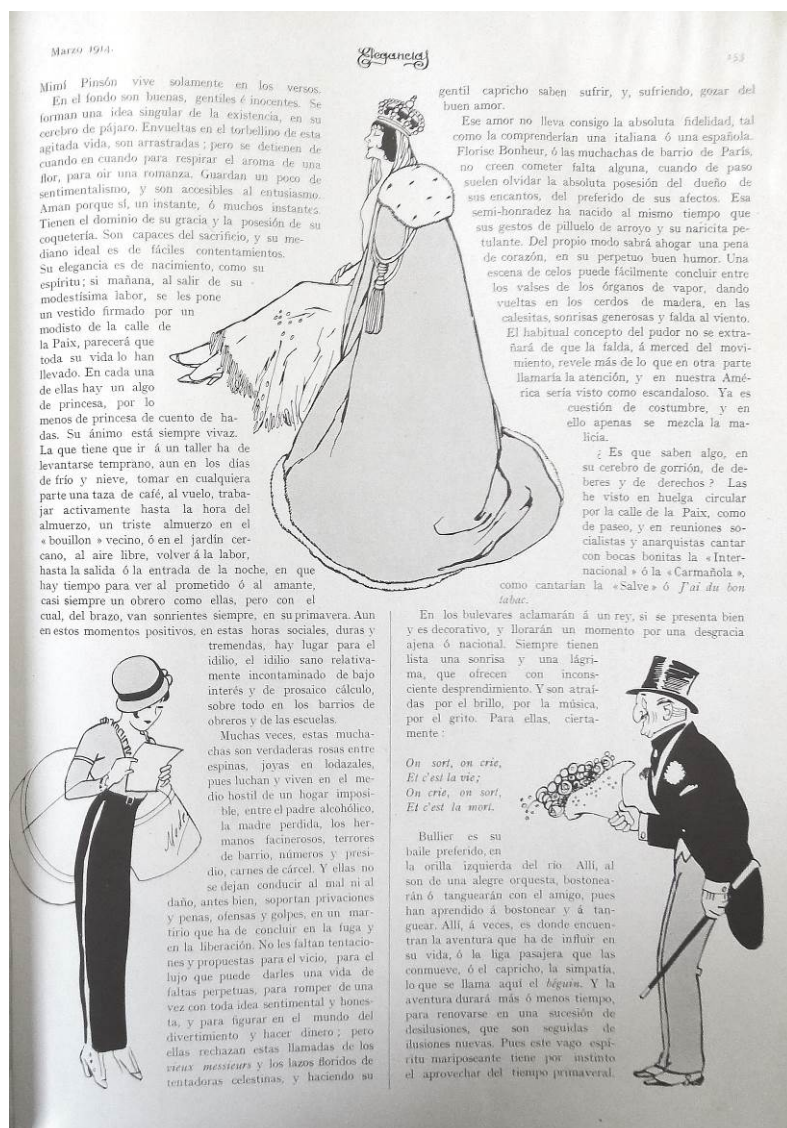 Marzo 1914.
Elegancias
253
Mimí Pinsón vive solamente en los versos.
En el fondo son buenas, gentiles é inocentes. Se
forman una idea singular de la existencia, en su
cerebro de pájaro. Envueltas en el torbellino de esta
agitada vida, son arrastradas ; pero se detienen de
cuando en cuando para respirar el aroma de una
flor, para oir una romanza. Guardan un poco de
sentimentalismo, y son accesibles al entusiasmo.
Aman porque sí, un instante, ó muchos instantes.
Tienen el dominio de su gracia y la posesión de su
coquetería. Son capaces del sacrificio, y su me-
diano ideal es de fáciles contentamientos.
Su elegancia es de nacimiento, como su
espíritu ; si mañana, al salir de su
modestísima labor, se les pone
un vestido firmado por un
modisto de la calle de
la Paix, parecerá que
toda su vida lo han
llevado. En cada una
de ellas hay un algo
de princesa, por lo
menos de princesa de cuento de ha-
das. Su ánimo está siempre vivaz.
La que tiene que ir á un taller ha de
levantarse temprano, aun en los días
de frío y nieve, tomar en cualquiera
parte una taza de café, al vuelo, traba-
jar activamente hasta la hora del
almuerzo, un triste almuerzo en el
« bouillon » vecino, ó en el jardín cer-
cano, al aire libre, volver á la labor,
hasta la salida ó la entrada de la noche, en que
hay tiempo para ver al prometido ó al amante,
casi siempre un obrero como ellas, pero con el
cual, del brazo, van sonrientes siempre, en su primavera. Aun
en estos momentos positivos, en estas horas sociales, duras y
tremendas, hay lugar para el
idilio, el idilio sano relativa-
mente incontaminado de bajo
interés y de prosaico cálculo,
sobre todo en los barrios de
obreros y de las escuelas.
Muchas veces, estas mucha-
chas son verdaderas rosas entre
espinas, joyas en lodazales,
pues luchan y viven en el me-
dio hostil de un hogar imposi-
ble, entre el padre alcohólico,
la madre perdida, los her-
manos facinerosos, terrores
de barrio, números y presi-
dio, carnes de cárcel. Y ellas no
se dejan conducir al mal ni al
daño, antes bien, soportan privaciones
y penas, ofensas y golpes, en un mar-
tirio que ha de concluir en la fuga y
en la liberación. No les faltan tentacio-
nes y propuestas para el vicio, para el
lujo que puede darles una vida de
faltas perpetuas, para romper de una
vez con toda idea sentimental y hones-
ta, y para figurar en el mundo del
divertimiento y hacer dinero ; pero
ellas rechazan estas llamadas de los
vieux messieurs y los lazos floridos de
tentadoras celestinas, y haciendo su
gentil capricho saben sufrir, y, sufriendo, gozar del
buen amor.
Ese amor no lleva consigo la absoluta fidelidad, tal
como la comprenderían una italiana ó una española.
Florise Bonheur, ó las muchachas de barrio de París,
no creen cometer falta alguna, cuando de paso
suelen olvidar la absoluta posesión del dueño de
sus encantos, del preferido de sus afectos. Esa
semi-honradez ha nacido al mismo tiempo que
sus gestos de pilluelo de arroyo y su naricita pe-
tulante. Del propio modo sabrá ahogar una pena
de corazón, en su perpetuo buen humor. Una
escena de celos puede fácilmente concluir entre
los valses de los órganos de vapor, dando
vueltas en los cerdos de madera, en las
calesitas, sonrisas generosas y falda al viento.
El habitual concepto del pudor no se extra-
ñará de que la falda, á merced del movi-
miento, revele más de lo que en otra parte
llamaría la atención, y en nuestra Amé-
rica sería visto como escandaloso. Ya es
cuestión de costumbre, y en
ello apenas se mezcla la ma-
licia.
¿ Es que saben algo, en
su cerebro de gorrión, de de-
beres y de derechos ? Las
he visto en huelga circular
por la calle de la Paix, como
de paseo, y en reuniones so-
cialistas y anarquistas cantar
con bocas bonitas la « Inter-
nacional » ó la « Carmañola »,
como cantarían la «Salve» ó J'ai du bon
tabac.
En los bulevares aclamarán á un rey, si se presenta bien
y es decorativo, y llorarán un momento por una desgracia
ajena ó nacional. Siempre tienen
lista una sonrisa y una lágri-
ma, que ofrecen con incons-
ciente desprendimiento. Y son atraí-
das por el brillo, por la música,
por el grito. Para ellas, cierta-
mente :
On sort, on crie,
Et c'est la vie;
On crie, on sort,
Et c'est la mort.
Bullier es su
baile preferido, en
la orilla izquierda del río Allí, al
son de una alegre orquesta, bostonea-
rán ó tanguearán con el amigo, pues
han aprendido á bostonear y á tan-
guear. Allí, á veces, es donde encuen-
tran la aventura que ha de influir en
su vida, ó la liga pasajera que las
conmueve, ó el capricho, la simpatía,
lo que se llama aquí el béguin. Y la
aventura durará más ó menos tiempo,
para renovarse en una sucesión de
desilusiones, que son seguidas de
ilusiones nuevas. Pues este vago espí-
ritu mariposeante tiene por instinto
el aprovechar del tiempo primaveral.